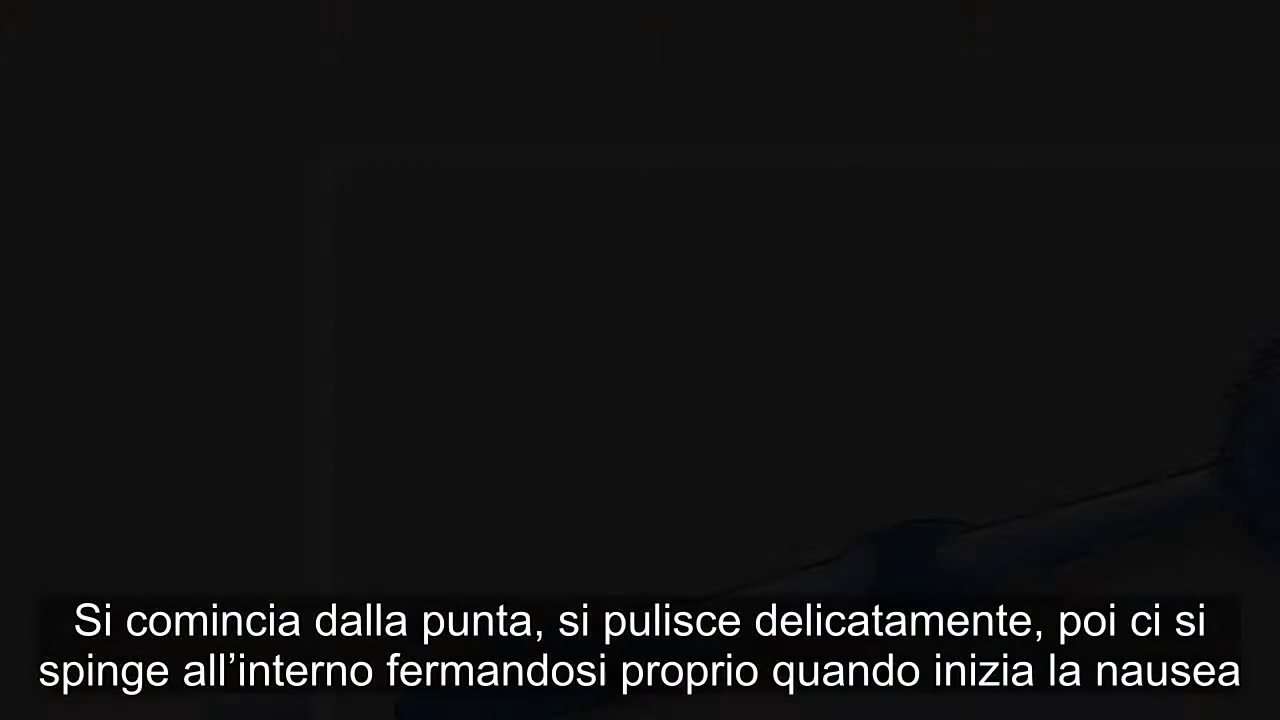 Si comincia dalla punta, si pulisce delicatamente, poi ci si
spinge all’interno fermandosi proprio quando inizia la nausea